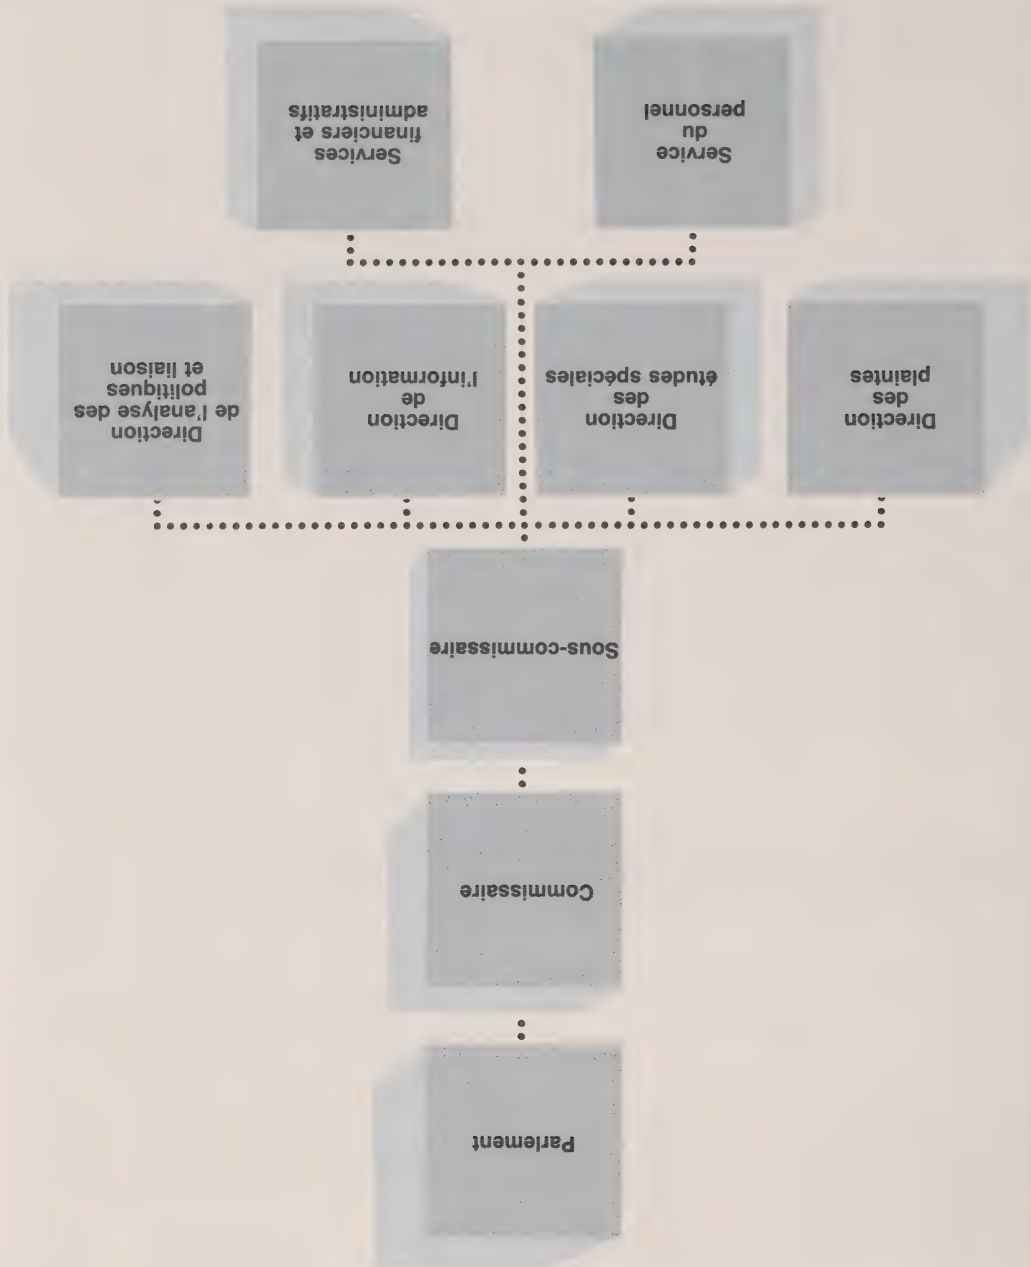 Parlement
Commissaire
Sous-commissaire
Direction
des
plaintes
Direction
des
études spéciales
Direction
de
l'information
Direction
de l'analyse des
politiques
et liaison
Service
du
personnel
Services
financiers et
administratifs